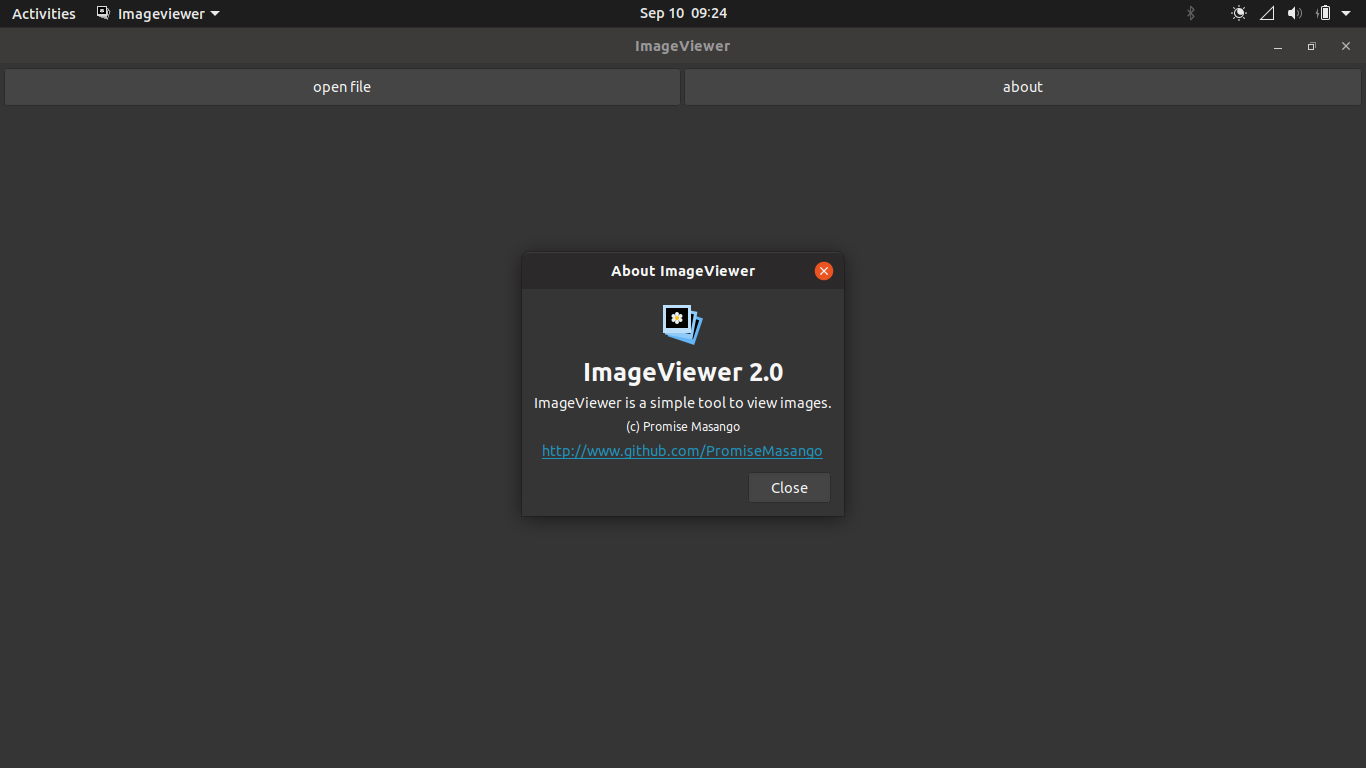 Activities Imageviewer Sep 10 09:24
ImageViewer
open file about
About ImageViewer
ImageViewer 2.0
ImageViewer is a simple tool to view images.
(c) Promise Masango
http://www.github.com/PromiseMasango
Close